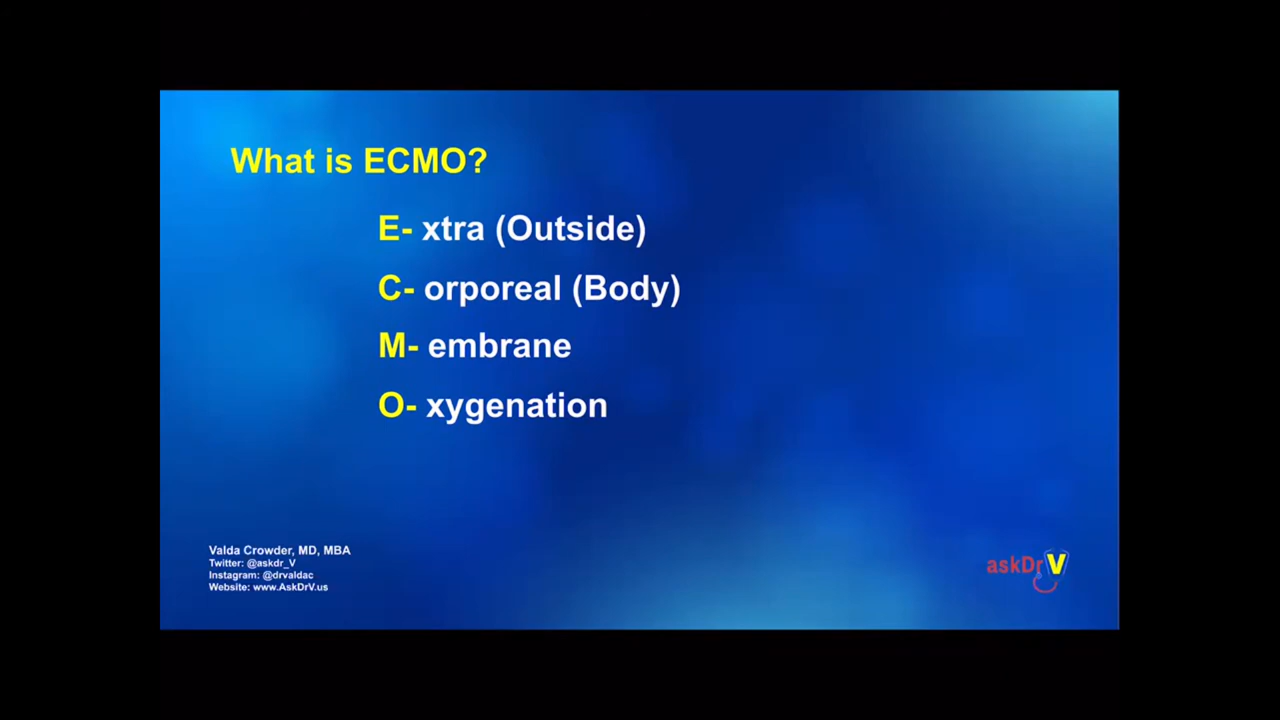 What is ECMO?
E- xtra (Outside)
C- orporeal (Body)
M- embrane
O- xygenation
Valda Crowder, MD, MBA
Twitter: @askdr_V
Instagram: @drvaldac
Website: www.AskDrV.us
askDrV